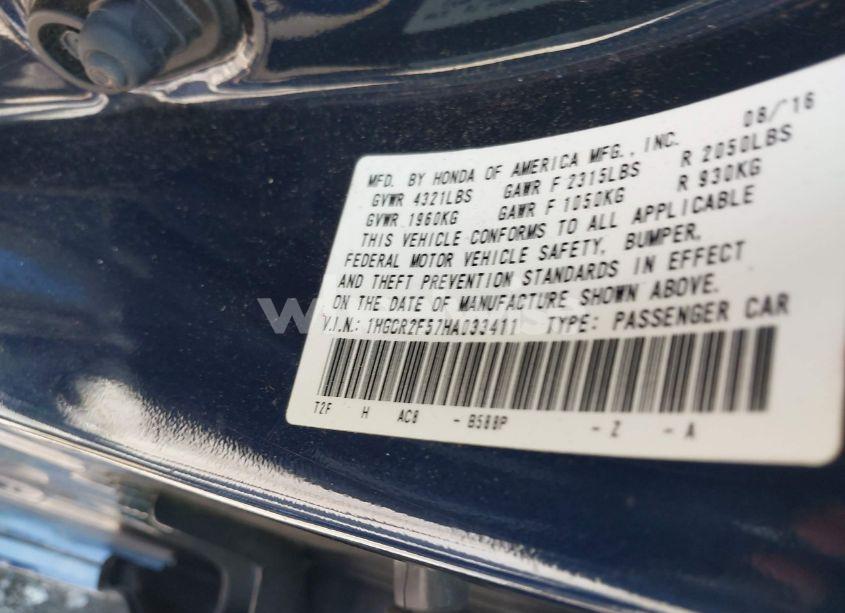 08/'16
MFD. BY HONDA OF AMERICA MFG., INC.
GVWR 4321LBS GAWR F 2315LBS R 2050LBS
GVWR 1960KG GAWR F 1050KG R 930KG
THIS VEHICLE CONFORMS TO ALL APPLICABLE
FEDERAL MOTOR VEHICLE SAFETY, BUMPER,
AND THEFT PREVENTION STANDARDS IN EFFECT
ON THE DATE OF MANUFACTURE SHOWN ABOVE.
V.I.N.: 1HGCR2F57HA033411 TYPE: PASSENGER CAR
T2F H AC8 - B588P - Z - A